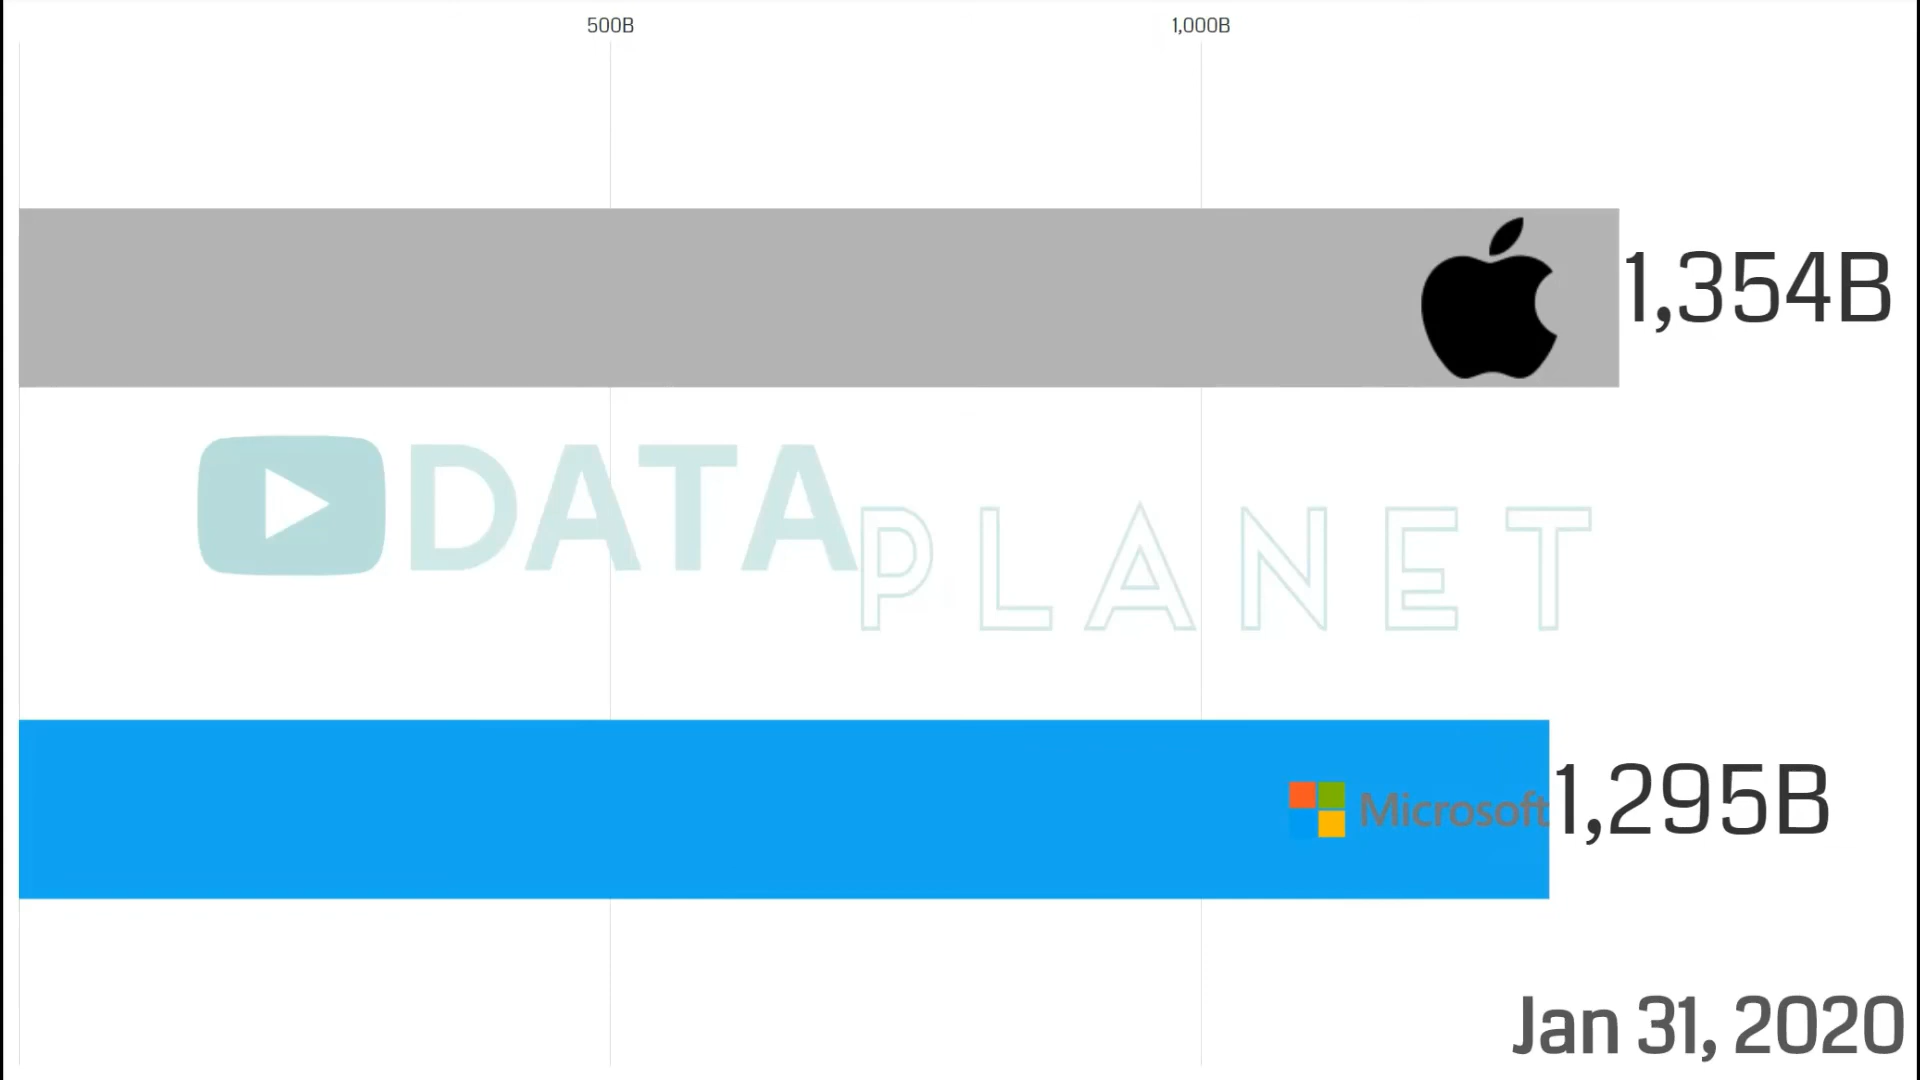 500B
1,000B
1,354B
DATA
PLANET
Microsoft
1,295B
Jan 31, 2020